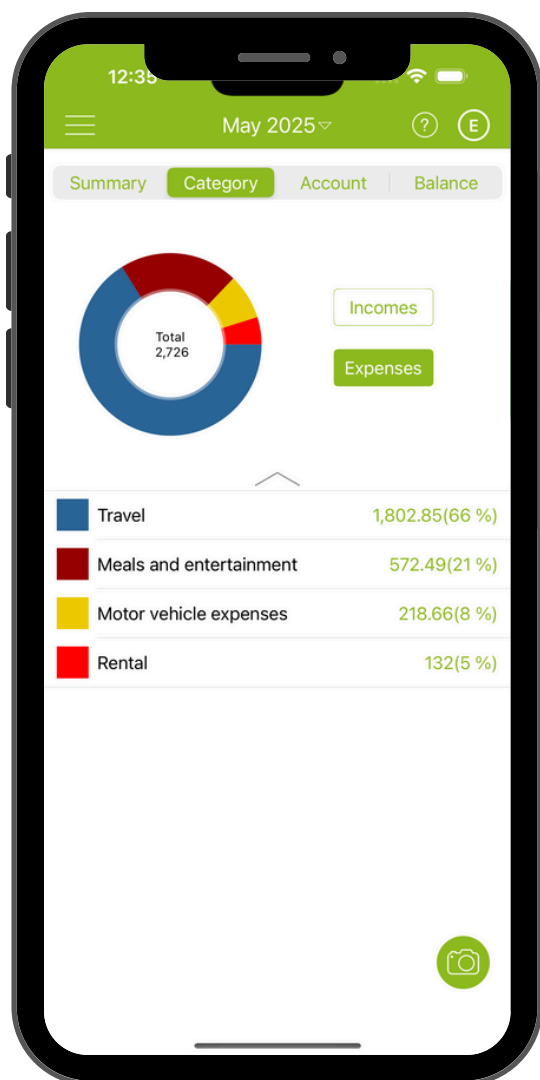 12:35
May 2025
?
E
Summary Category Account Balance
Total
2,726
Incomes
Expenses
Travel 1,802.85(66 %)
Meals and entertainment 572.49(21 %)
Motor vehicle expenses 218.66(8 %)
Rental 132(5 %)